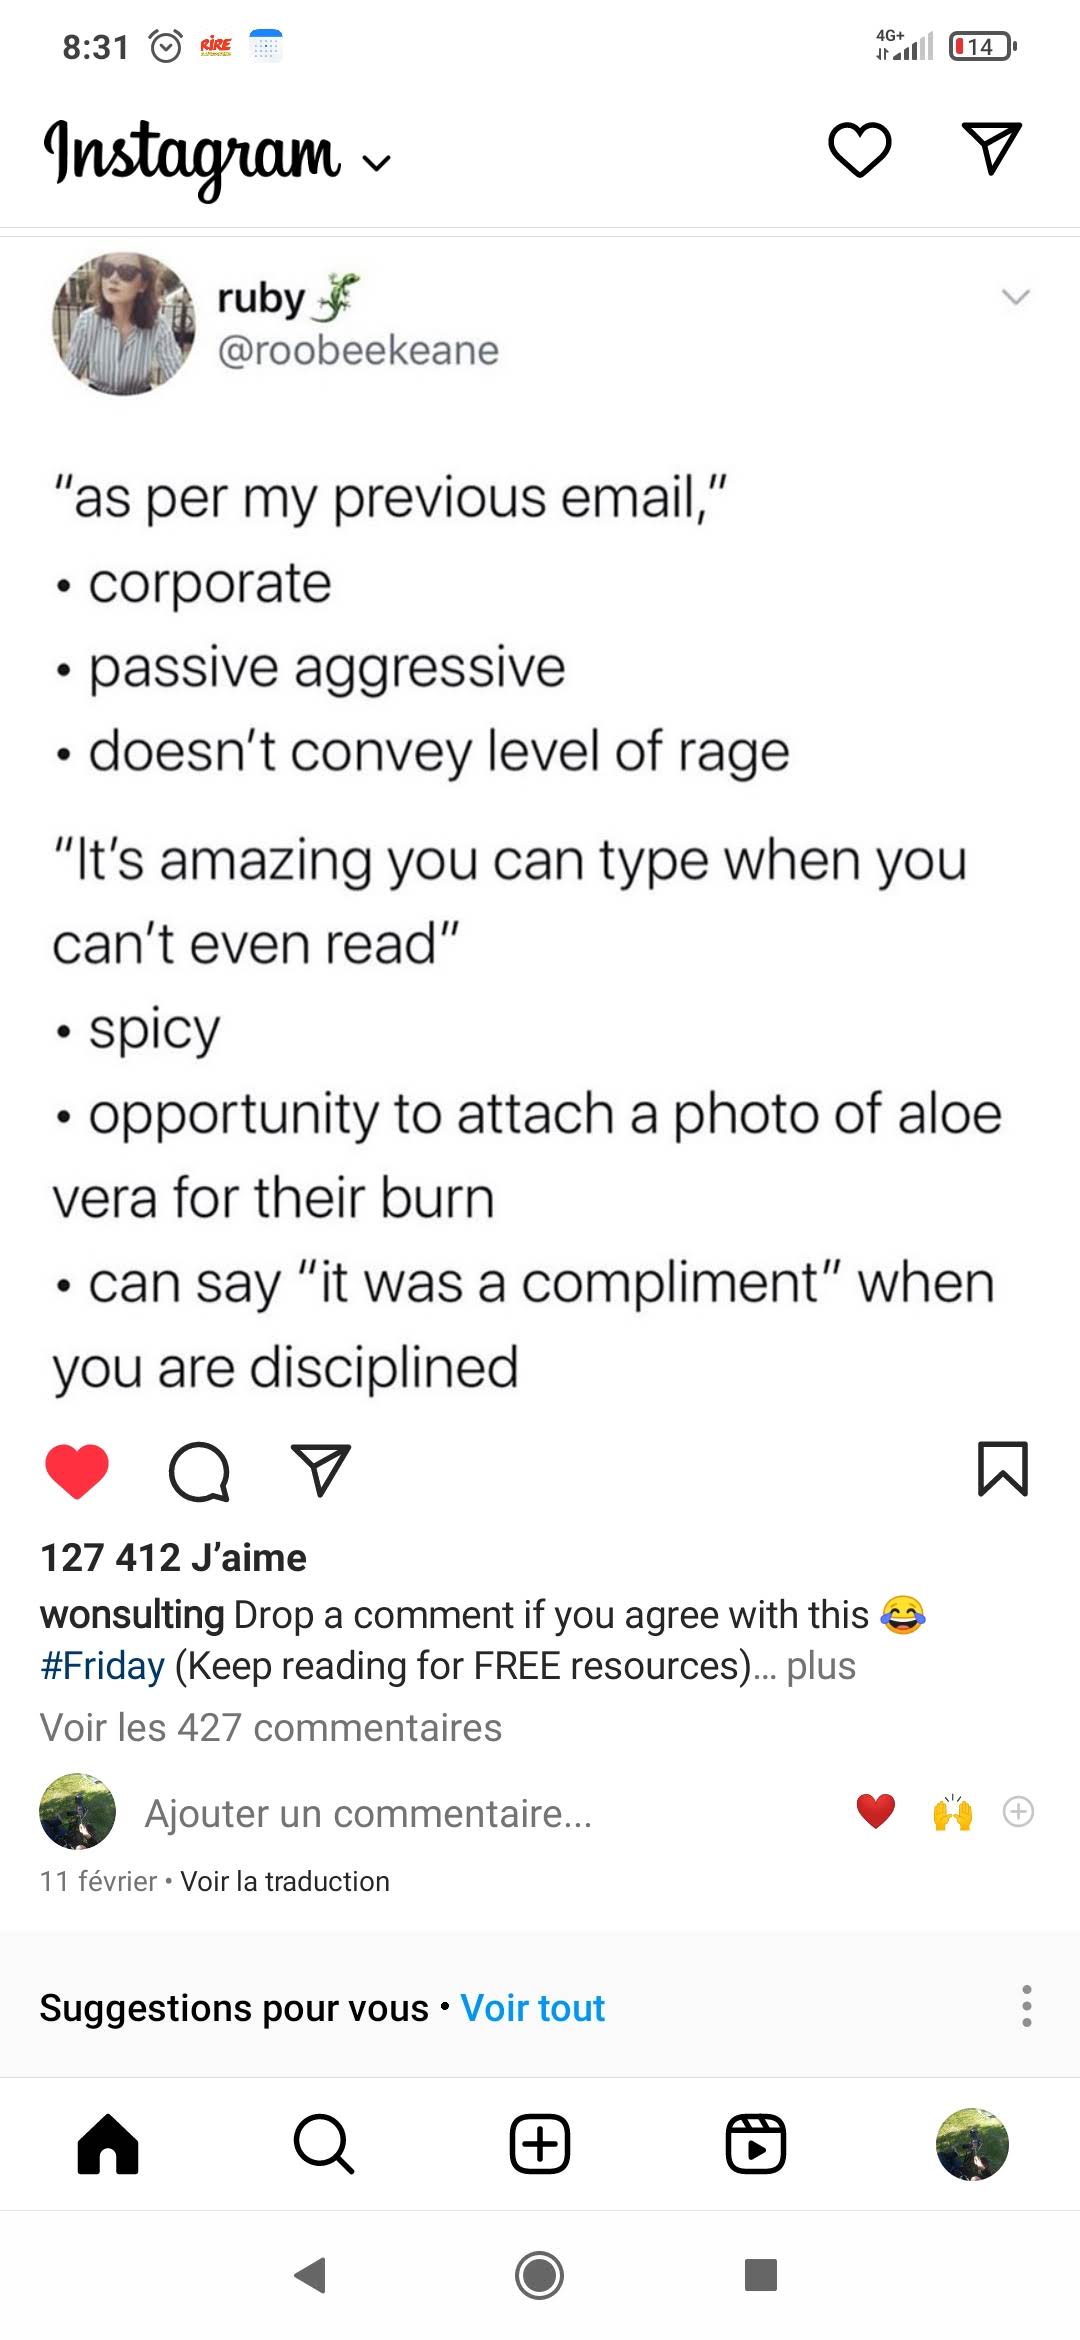 8:31 RIRE 4G+ 14
Instagram
ruby
@roobeekeane
"as per my previous email,"
• corporate
• passive aggressive
• doesn't convey level of rage
"It's amazing you can type when you
can't even read"
• spicy
• opportunity to attach a photo of aloe
vera for their burn
• can say "it was a compliment" when
you are disciplined
127 412 J’aime
wonsulting Drop a comment if you agree with this 😂
#Friday (Keep reading for FREE resources)... plus
Voir les 427 commentaires
Ajouter un commentaire...
11 février • Voir la traduction
Suggestions pour vous • Voir tout